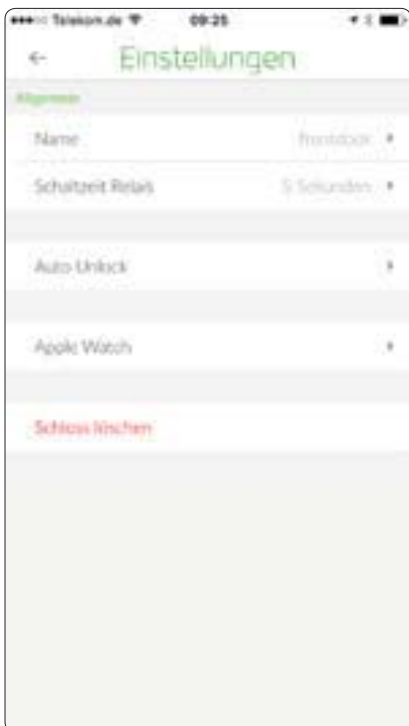 Telekom.de 09:25
Einstellungen
Allgemein
Name frontdoor
Schaltzeit Relais 5 Sekunden
Auto Unlock
Apple Watch
Schloss löschen